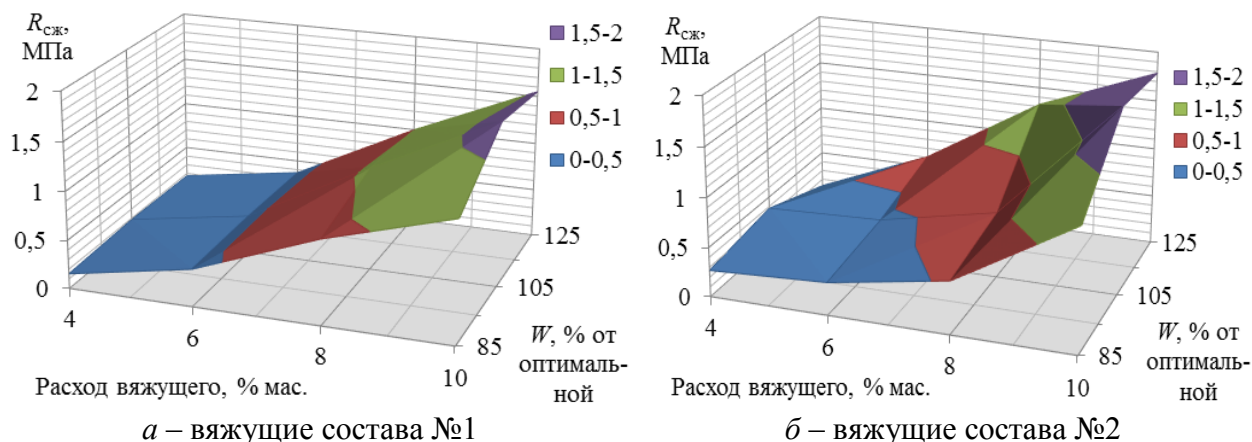 Rсж,
МПа
2
1,5
1
0,5
0
4
6
8
10
85
105
125
Расход вяжущего, % мас.
W, % от
оптималь-
ной
1,5-2
1-1,5
0,5-1
0-0,5
а – вяжущие состава №1
Rсж,
МПа
2
1,5
1
0,5
0
4
6
8
10
85
105
125
Расход вяжущего, % мас.
W, % от
оптималь-
ной
1,5-2
1-1,5
0,5-1
0-0,5
б – вяжущие состава №2